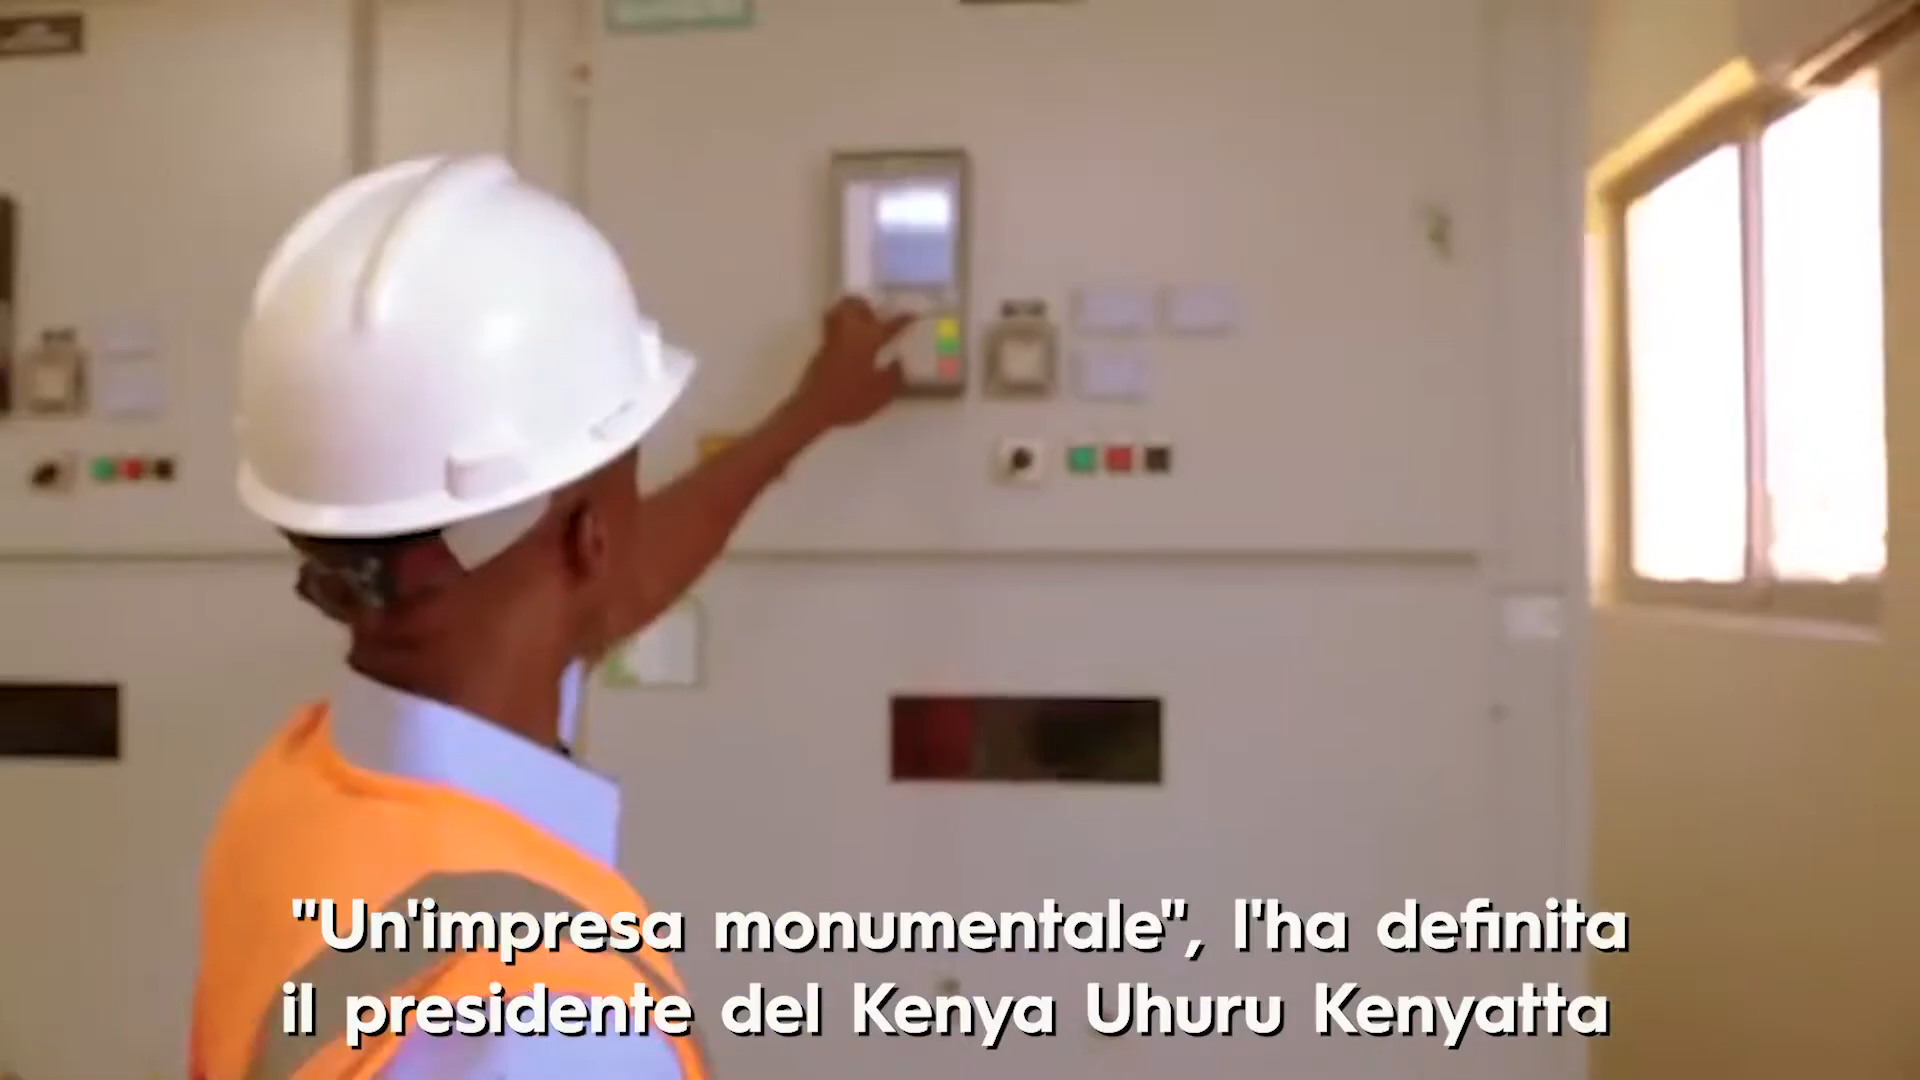 "Un'impresa monumentale", l'ha definita
il presidente del Kenya Uhuru Kenyatta